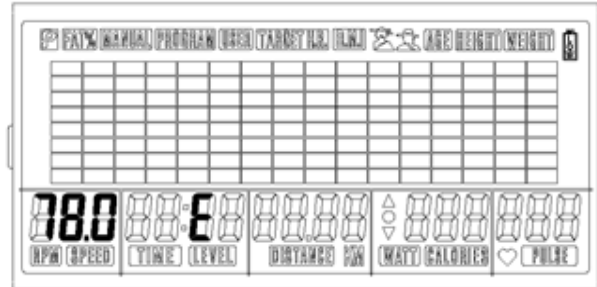 P FAT% MANUAL PROGRAM USER TARGET H.R. B.M.I AGE HEIGHT WEIGHT
78.0 E
RPM SPEED TIME LEVEL DISTANCE KM WATT CALORIES PULSE